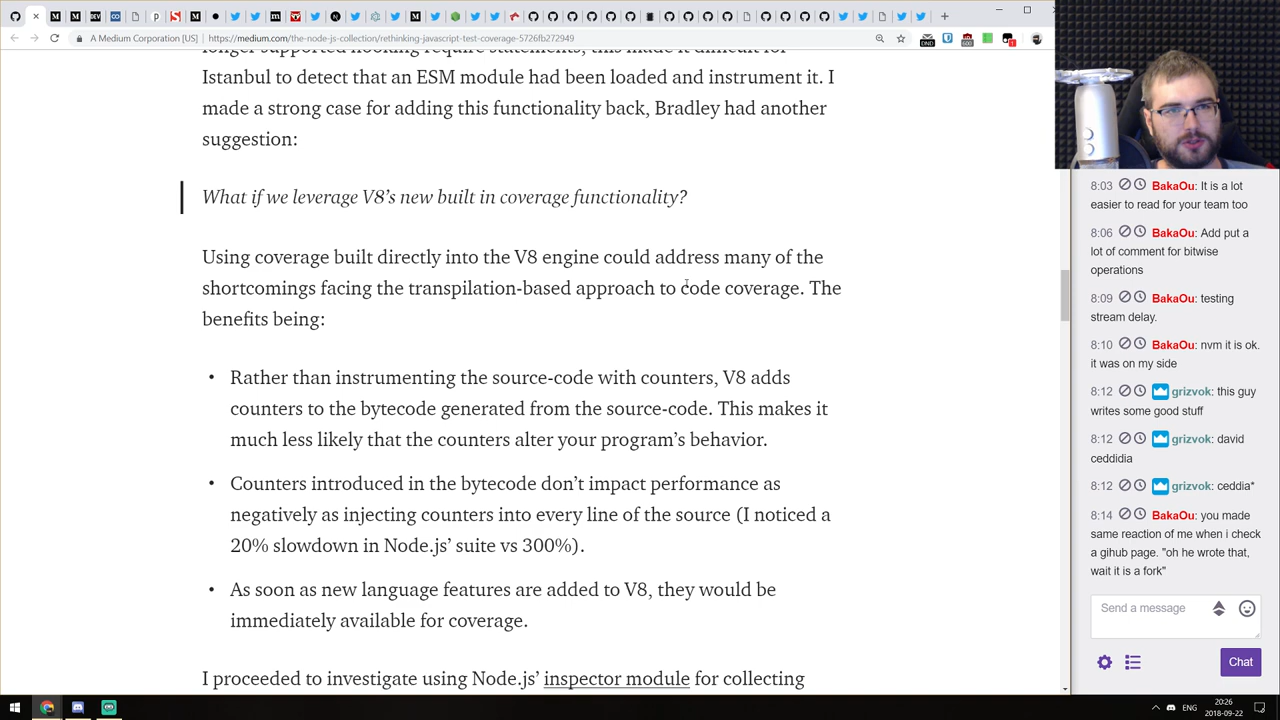 A Medium Corporation [US]
https://medium.com/the-node-js-collection/rethinking-javascript-test-coverage-5726fb272949
Istanbul to detect that an ESM module had been loaded and instrument it. I
made a strong case for adding this functionality back, Bradley had another
suggestion:
What if we leverage V8’s new built in coverage functionality?
Using coverage built directly into the V8 engine could address many of the
shortcomings facing the transpilation-based approach to code coverage. The
benefits being:
• Rather than instrumenting the source-code with counters, V8 adds
counters to the bytecode generated from the source-code. This makes it
much less likely that the counters alter your program’s behavior.
• Counters introduced in the bytecode don’t impact performance as
negatively as injecting counters into every line of the source (I noticed a
20% slowdown in Node.js’ suite vs 300%).
• As soon as new language features are added to V8, they would be
immediately available for coverage.
I proceeded to investigate using Node.js’ inspector module for collecting
8:03 BakaOu: It is a lot
easier to read for your team too
8:06 BakaOu: Add put a
lot of comment for bitwise
operations
8:09 BakaOu: testing
stream delay.
8:10 BakaOu: nvm it is ok.
it was on my side
8:12 grizvok: this guy
writes some good stuff
8:12 grizvok: david
ceddidia
8:12 grizvok: ceddia*
8:14 BakaOu: you made
same reaction of me when i check
a gihub page. "oh he wrote that,
wait it is a fork"
Send a message
Chat
ENG
20:26
2018-09-22